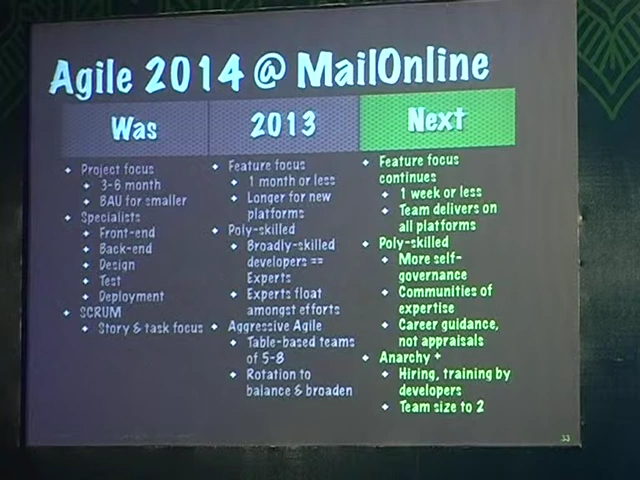 Agile 2014 @ MailOnline
Was
Project focus
3-6 month
BAU for smaller
Specialists
Front-end
Back-end
Design
Test
Deployment
SCRUM
Story & task focus
2013
Feature focus
1 month or less
Longer for new
platforms
Poly-skilled
Broadly-skilled
developers ==
Experts
Experts float
amongst efforts
Aggressive Agile
Table-based teams
of 5-8
Rotation to
balance & broaden
Next
Feature focus
continues
1 week or less
Team delivers on
all platforms
Poly-skilled
More self-
governance
Communities of
expertise
Career guidance,
not appraisals
Anarchy +
Hiring, training by
developers
Team size to 2
33